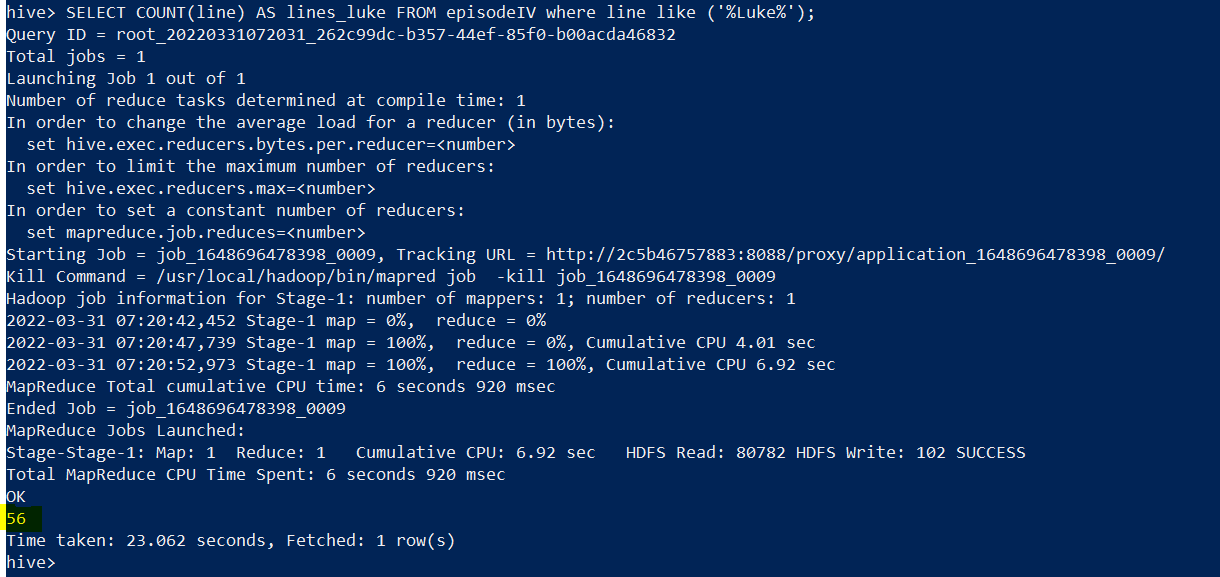 hive> SELECT COUNT(line) AS lines_luke FROM episodeIV where line like ('%Luke%');
Query ID = root_20220331072031_262c99dc-b357-44ef-85f0-b00acda46832
Total jobs = 1
Launching Job 1 out of 1
Number of reduce tasks determined at compile time: 1
In order to change the average load for a reducer (in bytes):
  set hive.exec.reducers.bytes.per.reducer=<number>
In order to limit the maximum number of reducers:
  set hive.exec.reducers.max=<number>
In order to set a constant number of reducers:
  set mapreduce.job.reduces=<number>
Starting Job = job_1648696478398_0009, Tracking URL = http://2c5b46757883:8088/proxy/application_1648696478398_0009/
Kill Command = /usr/local/hadoop/bin/mapred job  -kill job_1648696478398_0009
Hadoop job information for Stage-1: number of mappers: 1; number of reducers: 1
2022-03-31 07:20:42,452 Stage-1 map = 0%,  reduce = 0%
2022-03-31 07:20:47,739 Stage-1 map = 100%,  reduce = 0%, Cumulative CPU 4.01 sec
2022-03-31 07:20:52,973 Stage-1 map = 100%,  reduce = 100%, Cumulative CPU 6.92 sec
MapReduce Total cumulative CPU time: 6 seconds 920 msec
Ended Job = job_1648696478398_0009
MapReduce Jobs Launched:
Stage-Stage-1: Map: 1  Reduce: 1   Cumulative CPU: 6.92 sec   HDFS Read: 80782 HDFS Write: 102 SUCCESS
Total MapReduce CPU Time Spent: 6 seconds 920 msec
OK
56
Time taken: 23.062 seconds, Fetched: 1 row(s)
hive>